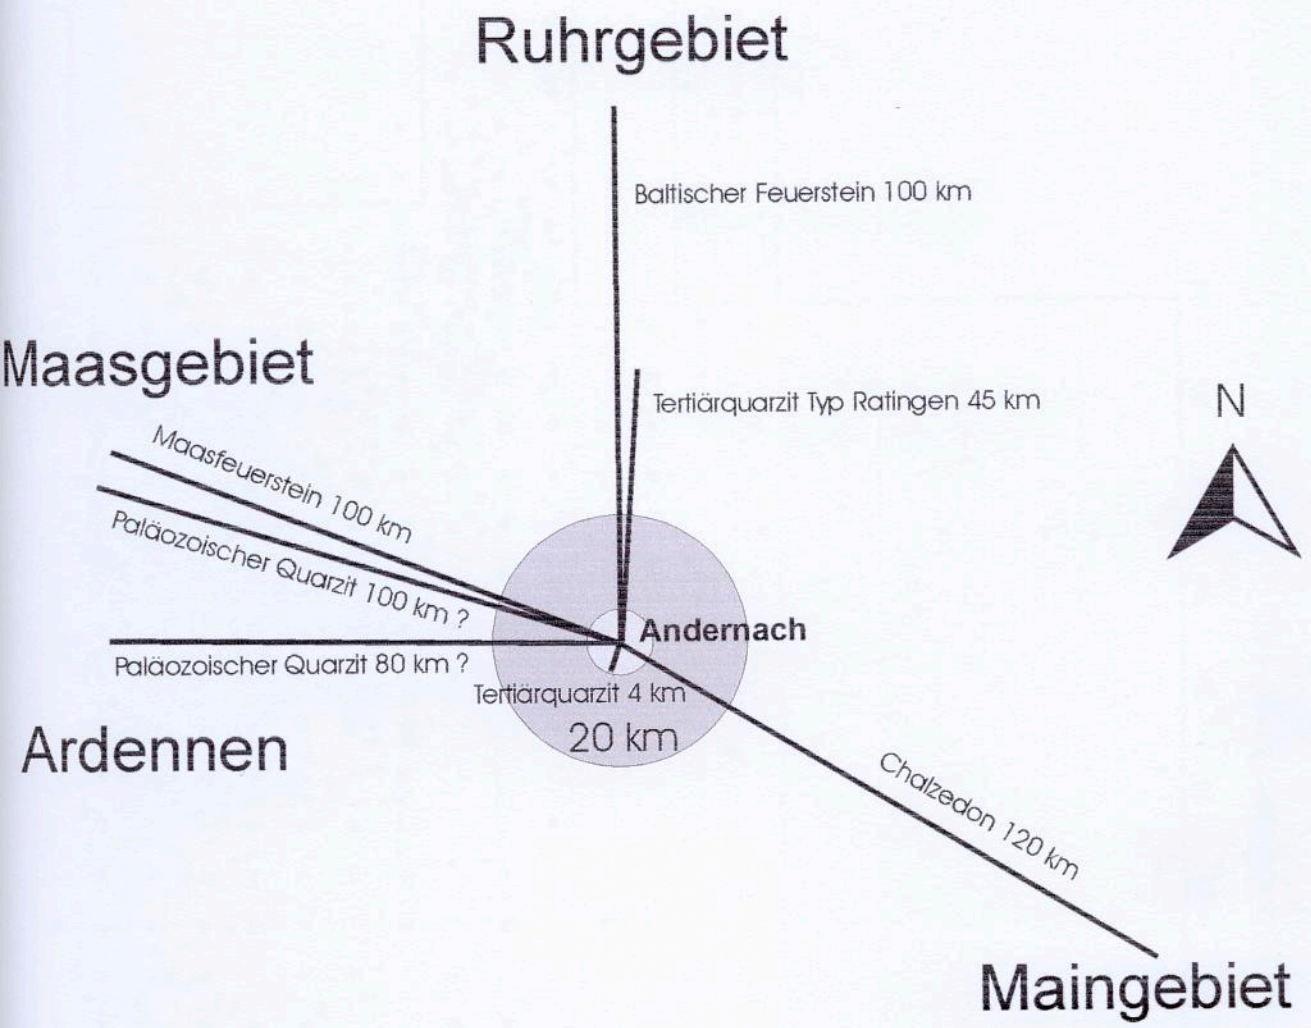 Ruhrgebiet
Baltischer Feuerstein 100 km
Maasgebiet
Tertiärquarzit Typ Ratingen 45 km
N
Maasfeuerstein 100 km
Paläozoischer Quarzit 100 km ?
Andernach
Paläozoischer Quarzit 80 km ?
Tertiärquarzit 4 km
20 km
Ardennen
Chalzedon 120 km
Maingebiet